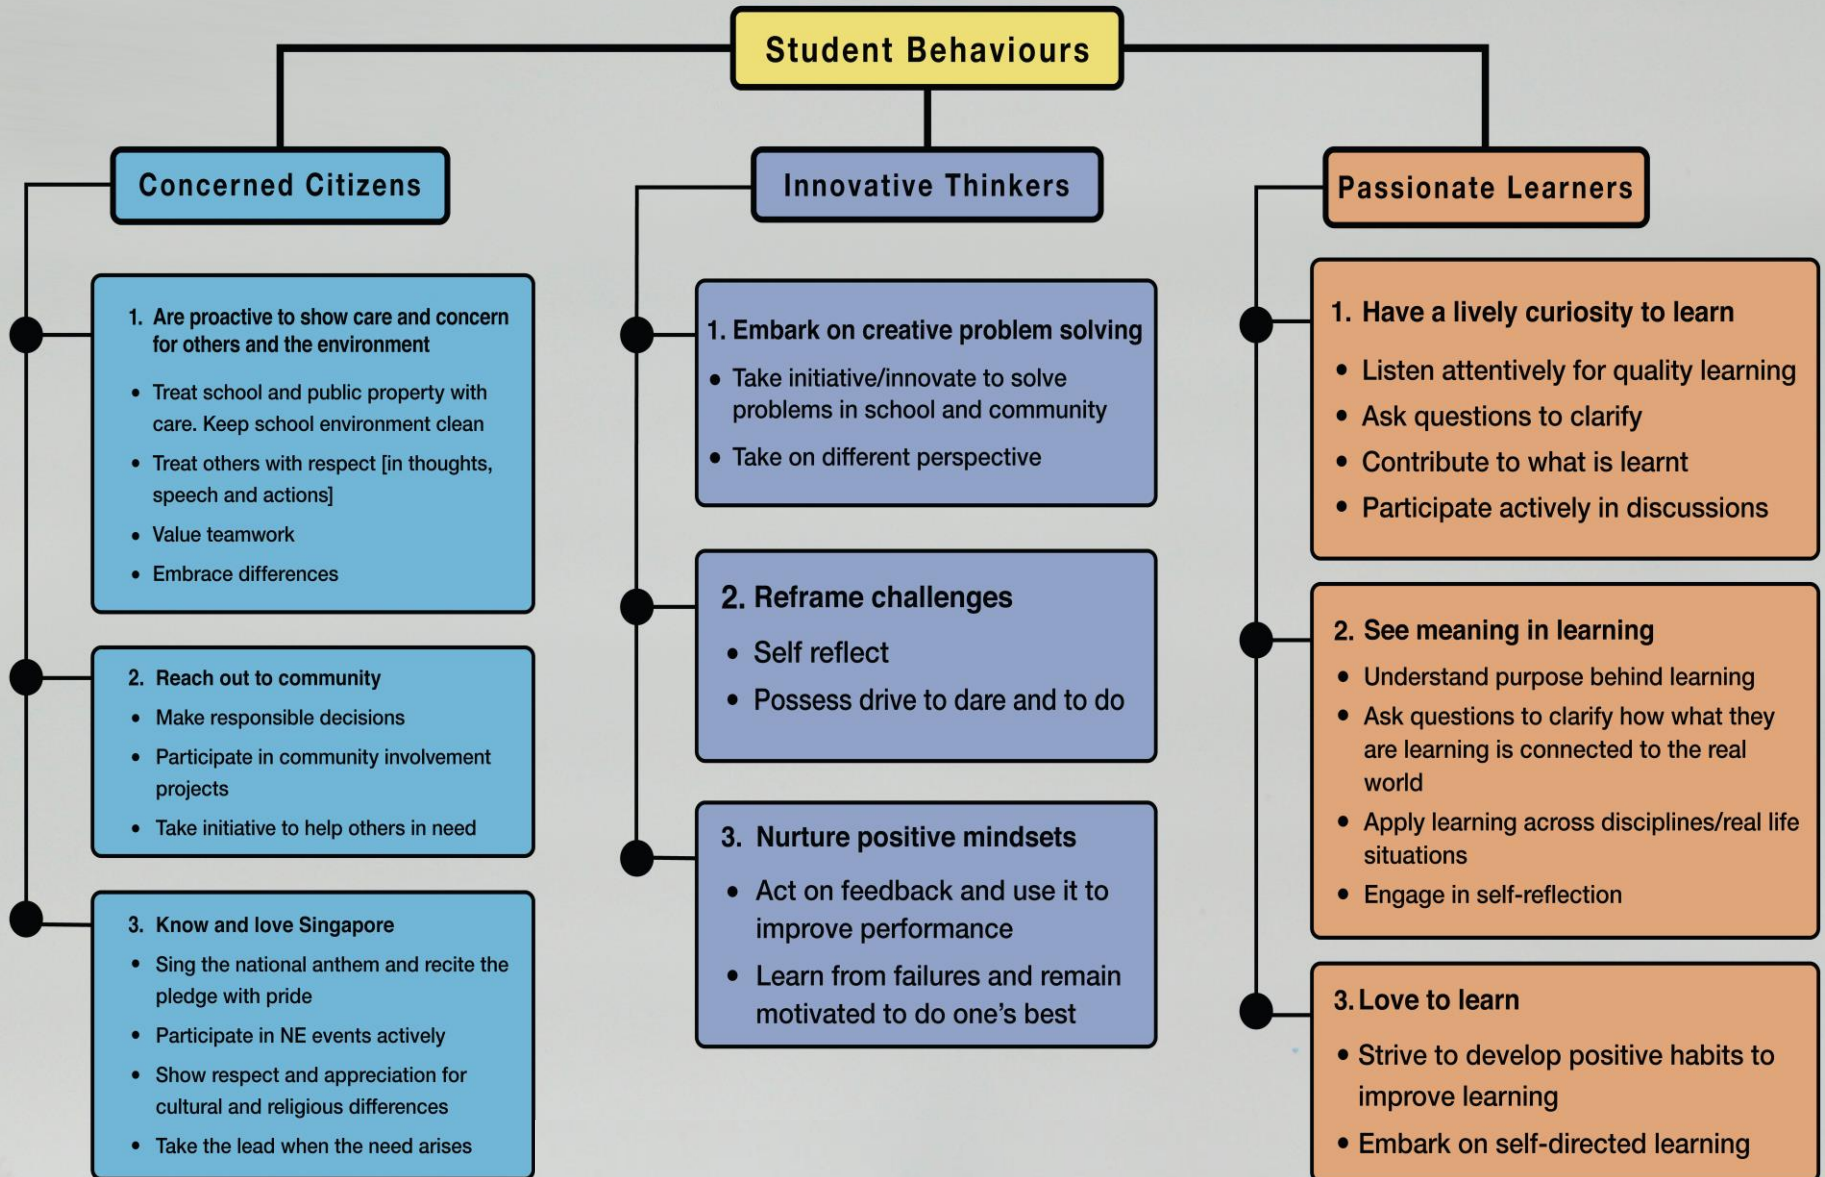 Student Behaviours
Concerned Citizens
1. Are proactive to show care and concern
for others and the environment
• Treat school and public property with
care. Keep school environment clean
• Treat others with respect [in thoughts,
speech and actions]
• Value teamwork
• Embrace differences
2. Reach out to community
• Make responsible decisions
• Participate in community involvement
projects
• Take initiative to help others in need
3. Know and love Singapore
• Sing the national anthem and recite the
pledge with pride
• Participate in NE events actively
• Show respect and appreciation for
cultural and religious differences
• Take the lead when the need arises
Innovative Thinkers
1. Embark on creative problem solving
• Take initiative/innovate to solve
problems in school and community
• Take on different perspective
2. Reframe challenges
• Self reflect
• Possess drive to dare and to do
3. Nurture positive mindsets
• Act on feedback and use it to
improve performance
• Learn from failures and remain
motivated to do one's best
Passionate Learners
1. Have a lively curiosity to learn
• Listen attentively for quality learning
• Ask questions to clarify
• Contribute to what is learnt
• Participate actively in discussions
2. See meaning in learning
• Understand purpose behind learning
• Ask questions to clarify how what they
are learning is connected to the real
world
• Apply learning across disciplines/real life
situations
• Engage in self-reflection
3. Love to learn
• Strive to develop positive habits to
improve learning
• Embark on self-directed learning